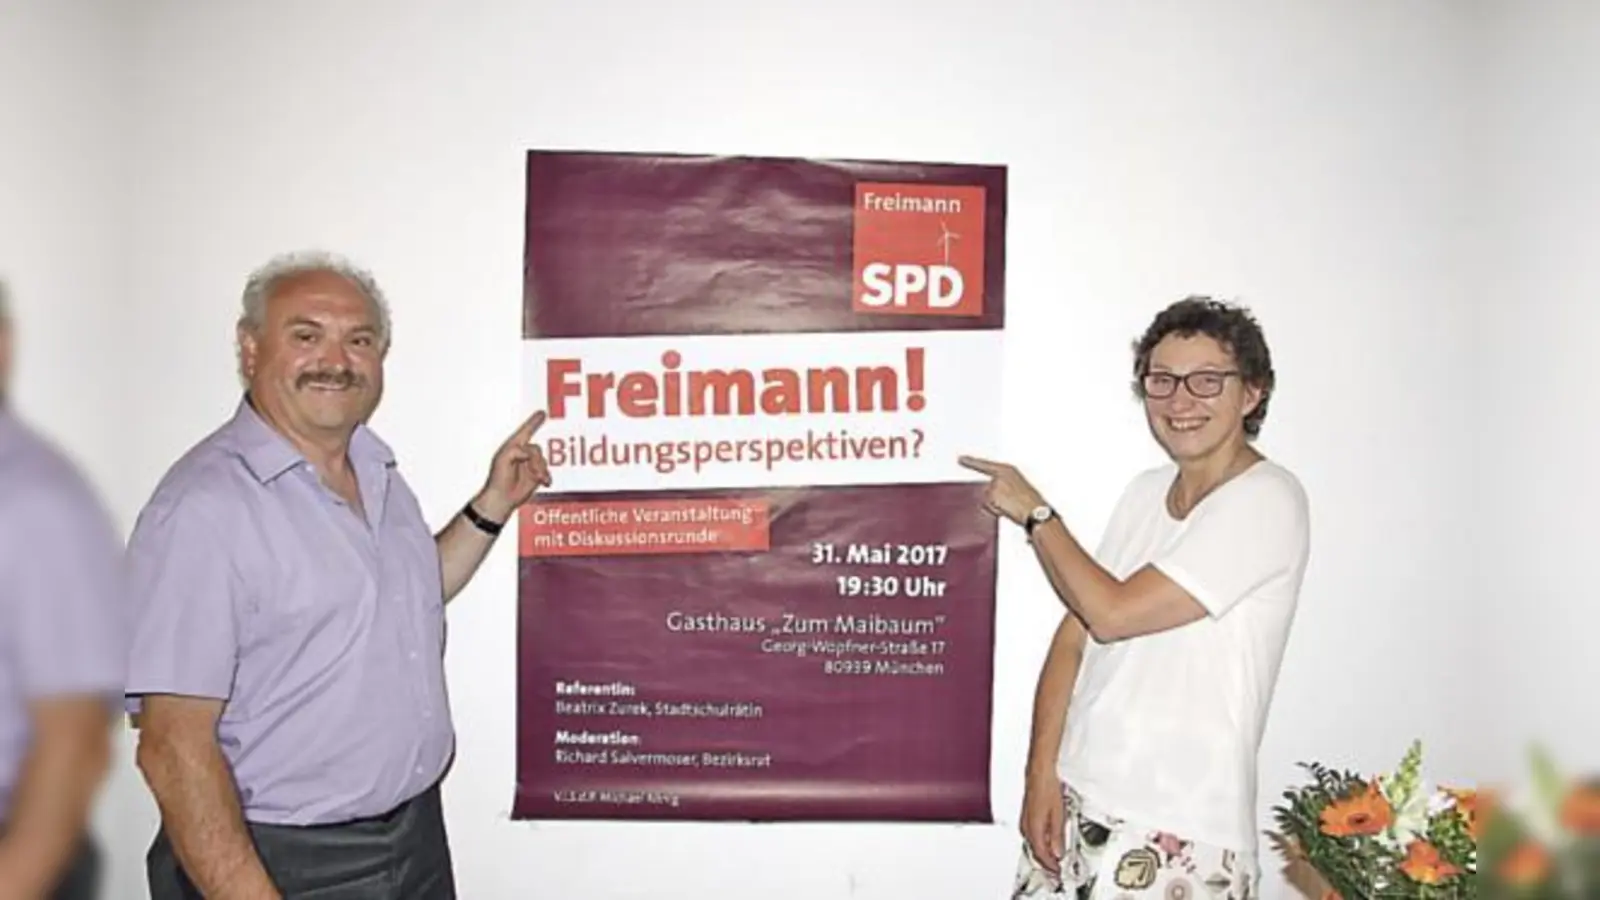 Freimann
SPD
Freimann!
Bildungsperspektiven?
Öffentliche Veranstaltung
mit Diskussionsrunde
31. Mai 2017
19:30 Uhr
Gasthaus „Zum Maibaum“
Georg-Wopfner-Straße 17
80939 München
Referentin:
Beatrix Zurek, Stadtschulrätin
Moderation:
Richard Salvermoser, Bezirksrat
V.i.S.d.P. Michael